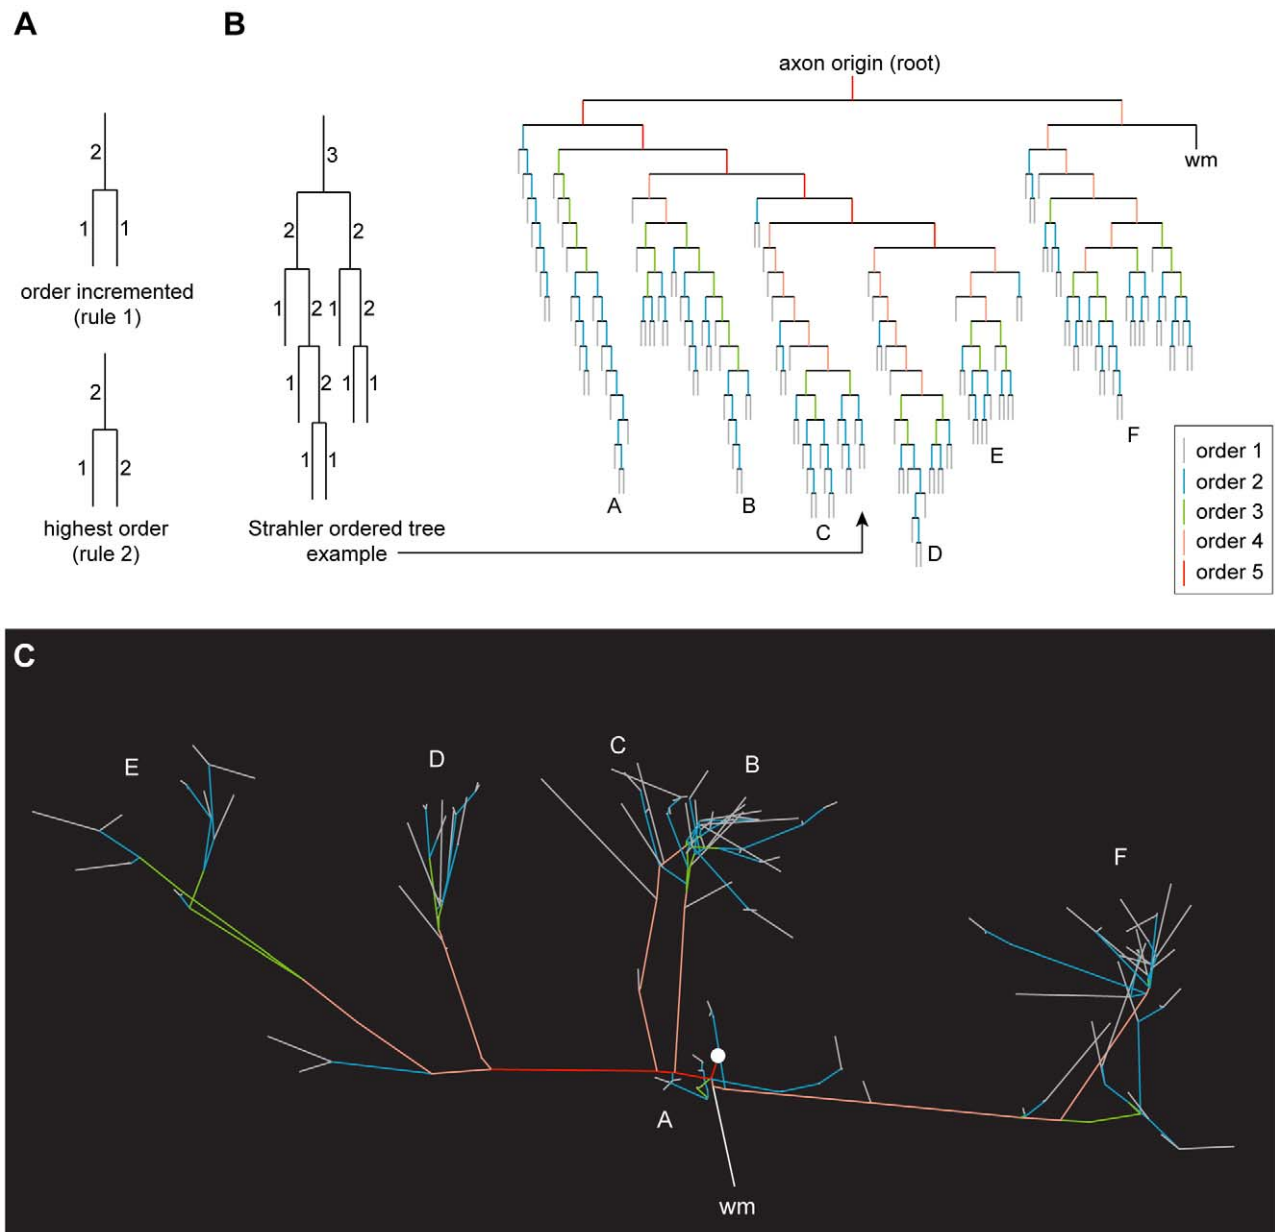 A
B
2
1
1
order incremented
(rule 1)
2
1
2
highest order
(rule 2)
3
2
2
1
2
1
2
1
2
1
1
1
1
Strahler ordered tree
example
axon origin (root)
wm
A
B
C
D
E
F
order 1
order 2
order 3
order 4
order 5
C
E
D
C
B
F
A
wm